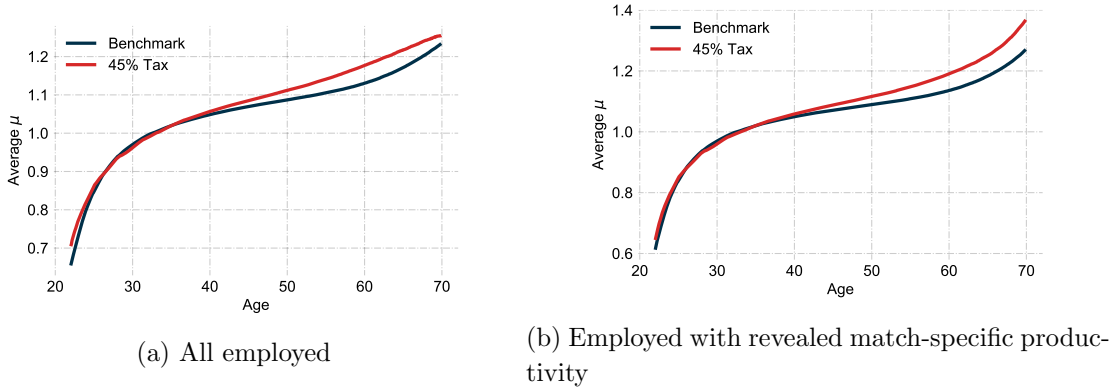 Benchmark
45% Tax
1.2
1.1
1.0
0.9
0.8
0.7
Average μ
20 30 40 50 60 70
Age
(a) All employed
Benchmark
45% Tax
1.4
1.2
1.0
0.8
0.6
Average μ
20 30 40 50 60 70
Age
(b) Employed with revealed match-specific produc-
tivity